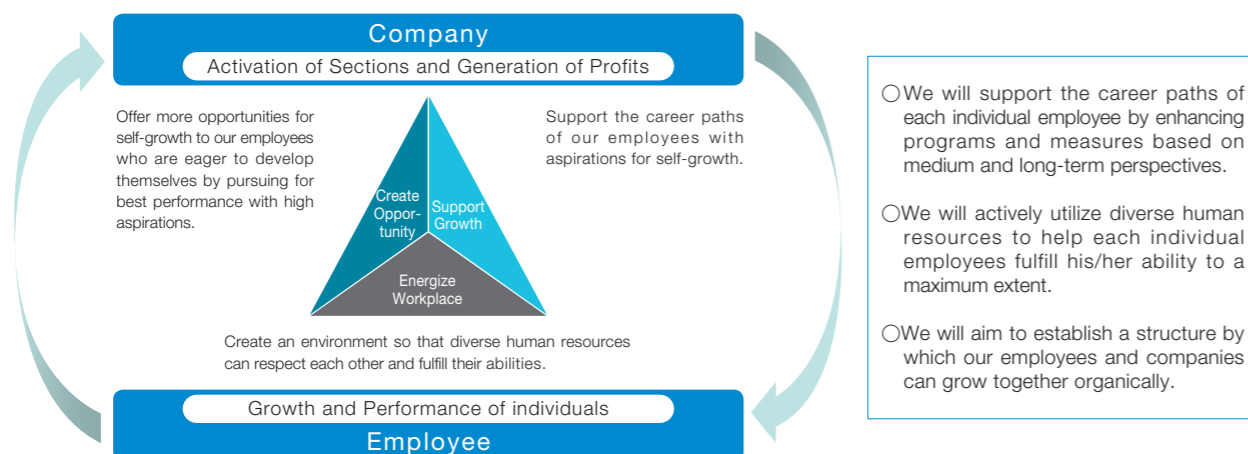 Company
Activation of Sections and Generation of Profits
Offer more opportunities for
self-growth to our employees
who are eager to develop
themselves by pursuing for
best performance with high
aspirations.
Support the career paths
of our employees with
aspirations for self-growth.
Create
Oppor-
tunity
Support
Growth
Energize
Workplace
Create an environment so that diverse human resources
can respect each other and fulfill their abilities.
Growth and Performance of individuals
Employee
○We will support the career paths of
each individual employee by enhancing
programs and measures based on
medium and long-term perspectives.
○We will actively utilize diverse human
resources to help each individual
employees fulfill his/her ability to a
maximum extent.
○We will aim to establish a structure by
which our employees and companies
can grow together organically.